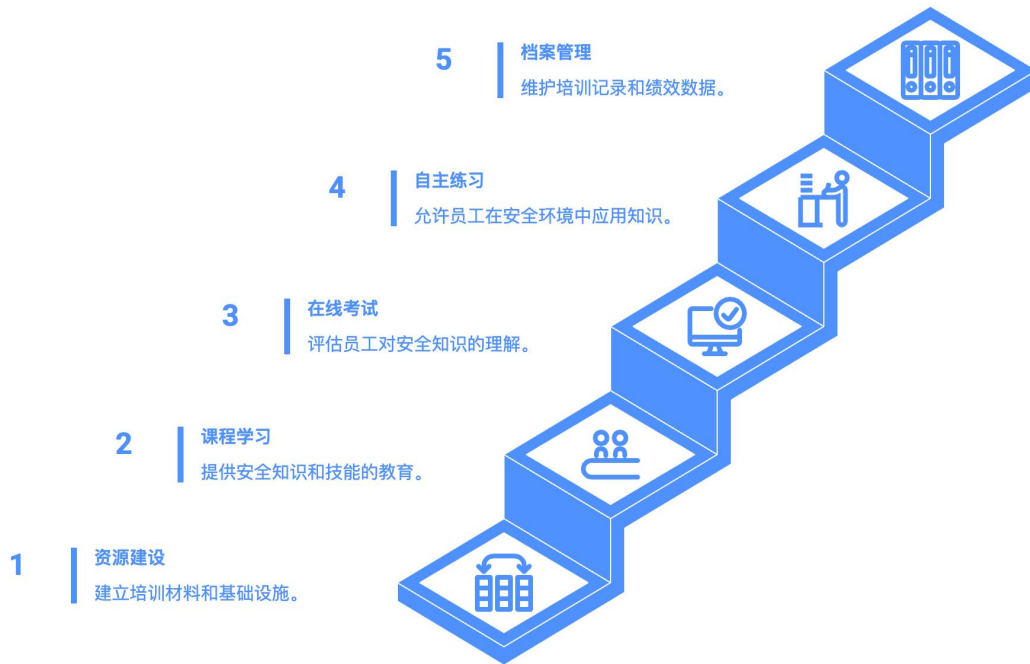 5
档案管理
维护培训记录和绩效数据。
4
自主练习
允许员工在安全环境中应用知识。
3
在线考试
评估员工对安全知识的理解。
2
课程学习
提供安全知识和技能的教育。
1
资源建设
建立培训材料和基础设施。